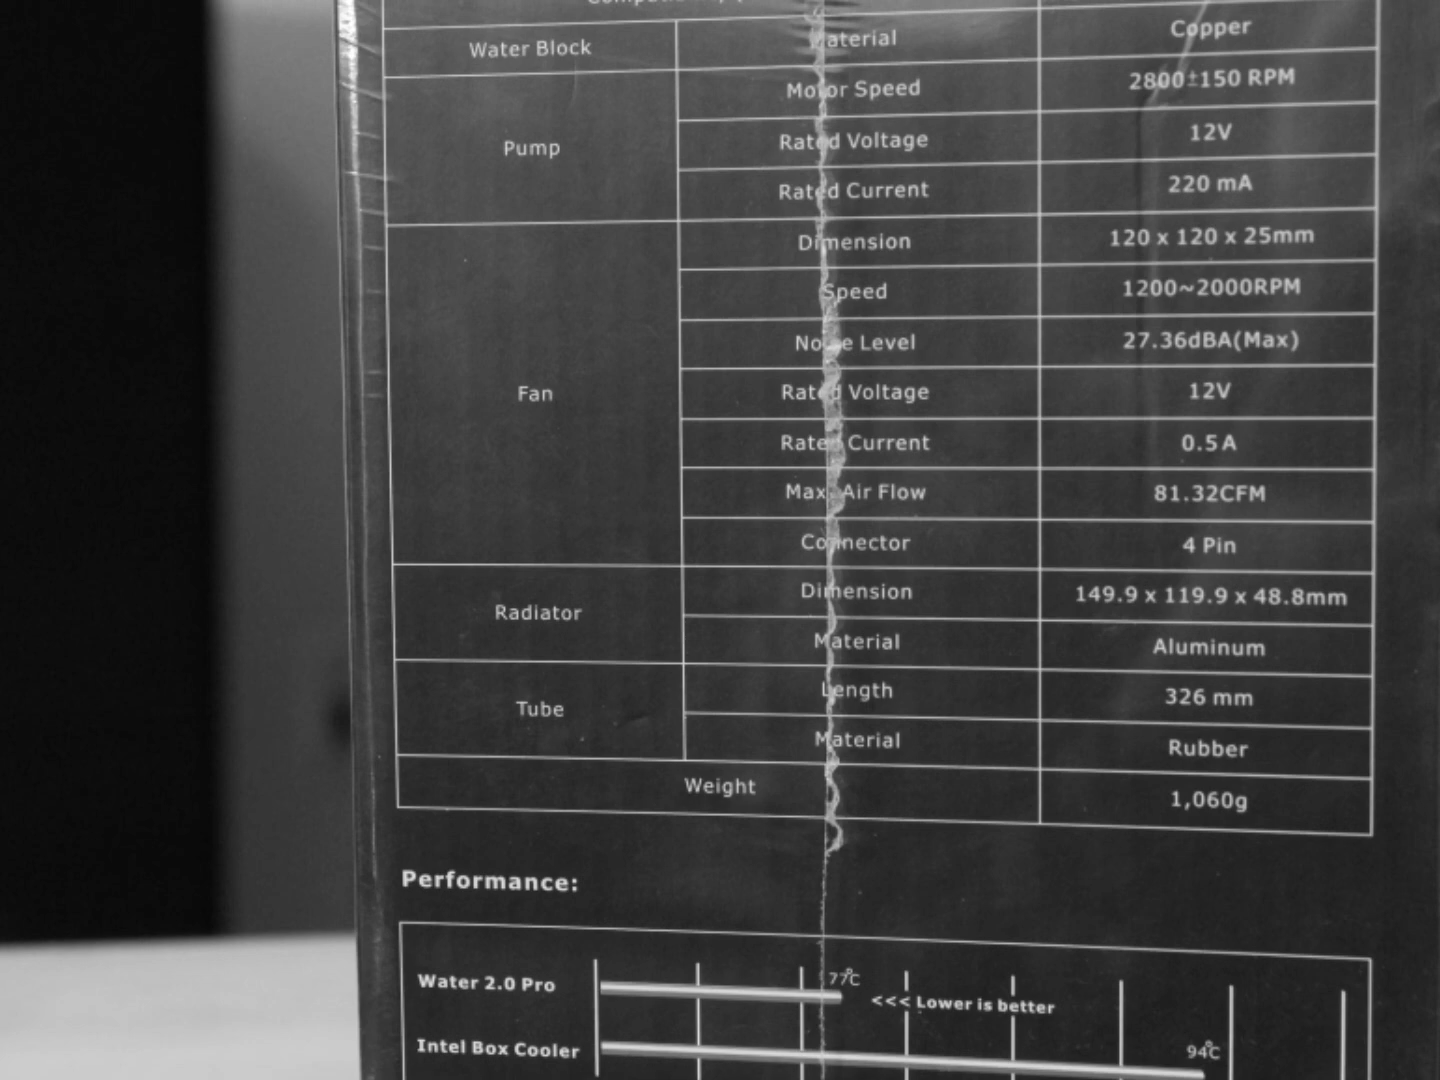 Water Block Material Copper
Pump Motor Speed 2800±150 RPM
Rated Voltage 12V
Rated Current 220 mA
Fan Dimension 120 x 120 x 25mm
Speed 1200~2000RPM
Noise Level 27.36dBA(Max)
Rated Voltage 12V
Rated Current 0.5A
Max. Air Flow 81.32CFM
Connector 4 Pin
Radiator Dimension 149.9 x 119.9 x 48.8mm
Material Aluminum
Tube Length 326 mm
Material Rubber
Weight 1,060g
Performance:
Water 2.0 Pro 77°C <<< Lower is better
Intel Box Cooler 94°C